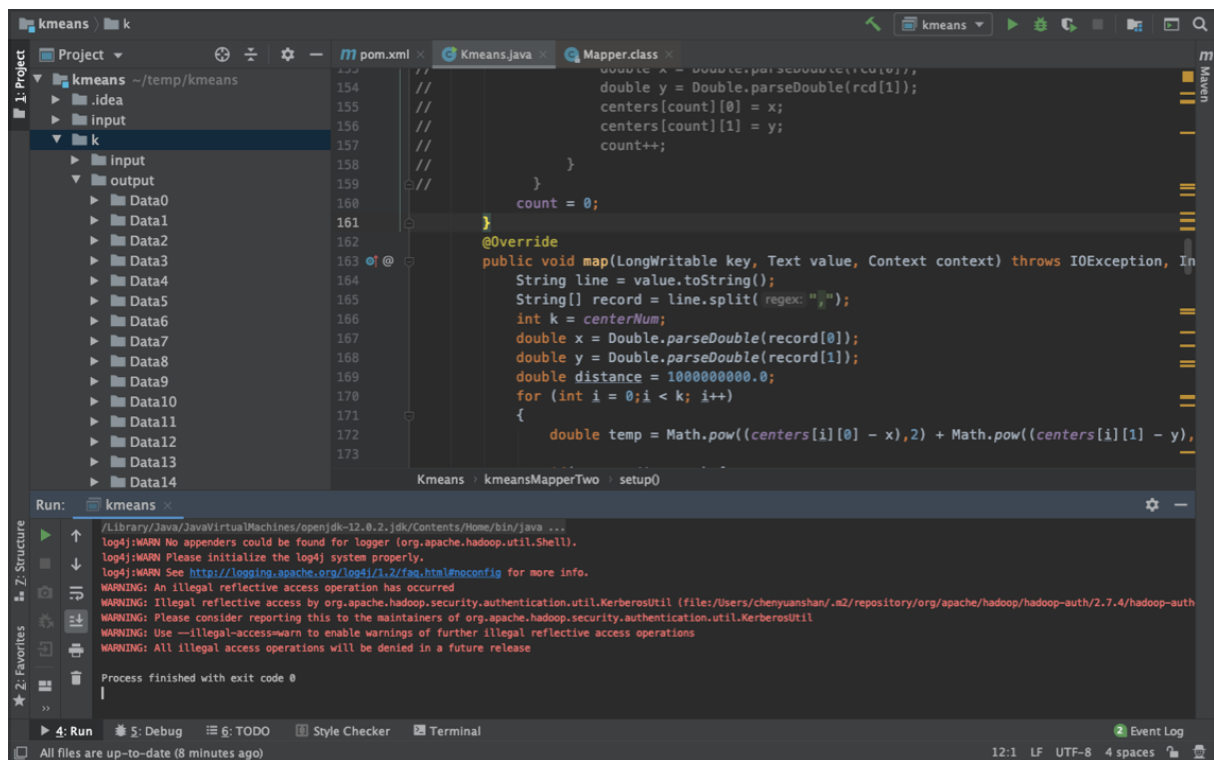 kmeans k
kmeans
1: Project
Project
pom.xml
Kmeans.java
Mapper.class
Maven
kmeans ~/temp/kmeans
.idea
input
k
input
output
Data0
Data1
Data2
Data3
Data4
Data5
Data6
Data7
Data8
Data9
Data10
Data11
Data12
Data13
Data14
153 // double x = Double.parseDouble(rcd[0]);
154 // double y = Double.parseDouble(rcd[1]);
155 // centers[count][0] = x;
156 // centers[count][1] = y;
157 // count++;
158 // }
159 // }
160 count = 0;
161 }
162 @Override
163 @ public void map(LongWritable key, Text value, Context context) throws IOException, In
164 String line = value.toString();
165 String[] record = line.split( regex: ",");
166 int k = centerNum;
167 double x = Double.parseDouble(record[0]);
168 double y = Double.parseDouble(record[1]);
169 double distance = 1000000000.0;
170 for (int i = 0;i < k; i++)
171 {
172 double temp = Math.pow((centers[i][0] - x),2) + Math.pow((centers[i][1] - y),
173
Kmeans kmeansMapperTwo setup()
Run: kmeans
/Library/Java/JavaVirtualMachines/openjdk-12.0.2.jdk/Contents/Home/bin/java ...
log4j:WARN No appenders could be found for logger (org.apache.hadoop.util.Shell).
log4j:WARN Please initialize the log4j system properly.
log4j:WARN See http://logging.apache.org/log4j/1.2/faq.html#noconfig for more info.
WARNING: An illegal reflective access operation has occurred
WARNING: Illegal reflective access by org.apache.hadoop.security.authentication.util.KerberosUtil (file:/Users/chenyuanshan/.m2/repository/org/apache/hadoop/hadoop-auth/2.7.4/hadoop-auth
WARNING: Please consider reporting this to the maintainers of org.apache.hadoop.security.authentication.util.KerberosUtil
WARNING: Use --illegal-access=warn to enable warnings of further illegal reflective access operations
WARNING: All illegal access operations will be denied in a future release
Process finished with exit code 0
Z: Structure
2: Favorites
4: Run
5: Debug
6: TODO
Style Checker
Terminal
2 Event Log
All files are up-to-date (8 minutes ago)
12:1 LF UTF-8 4 spaces